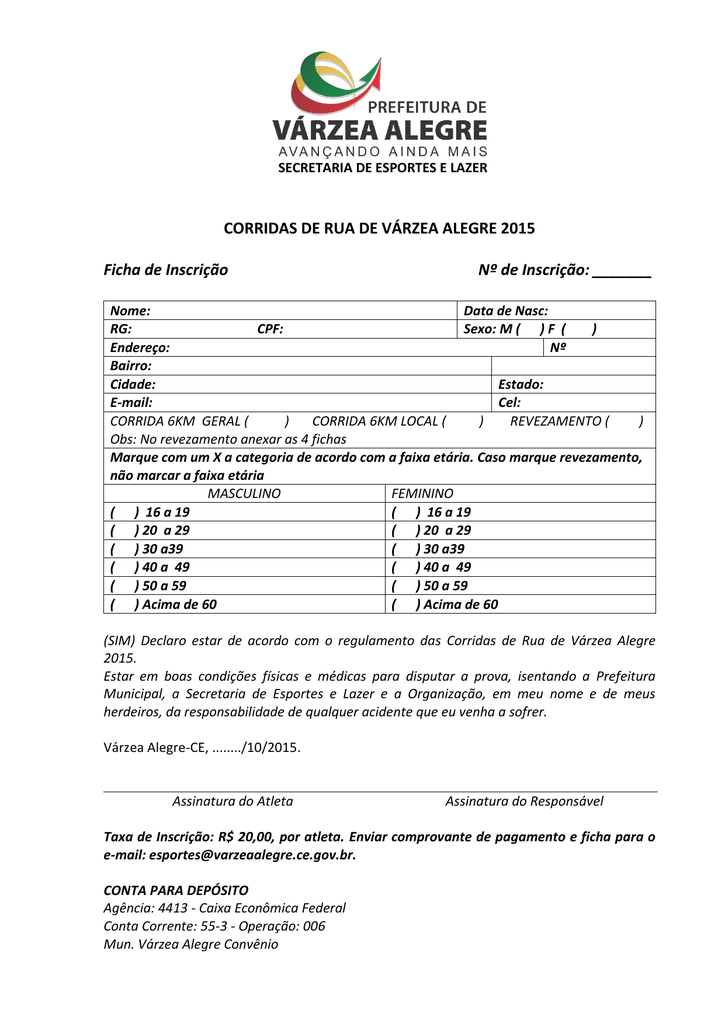 PREFEITURA DE
VÁRZEA ALEGRE
AVANÇANDO AINDA MAIS
SECRETARIA DE ESPORTES E LAZER
CORRIDAS DE RUA DE VÁRZEA ALEGRE 2015
Ficha de Inscrição Nº de Inscrição: _______
Nome: Data de Nasc:
RG: CPF: Sexo: M ( ) F ( )
Endereço: Nº
Bairro:
Cidade: Estado:
E-mail: Cel:
CORRIDA 6KM GERAL ( ) CORRIDA 6KM LOCAL ( ) REVEZAMENTO ( )
Obs: No revezamento anexar as 4 fichas
Marque com um X a categoria de acordo com a faixa etária. Caso marque revezamento,
não marcar a faixa etária
MASCULINO FEMININO
( ) 16 a 19 ( ) 16 a 19
( ) 20 a 29 ( ) 20 a 29
( ) 30 a39 ( ) 30 a39
( ) 40 a 49 ( ) 40 a 49
( ) 50 a 59 ( ) 50 a 59
( ) Acima de 60 ( ) Acima de 60
(SIM) Declaro estar de acordo com o regulamento das Corridas de Rua de Várzea Alegre
2015.
Estar em boas condições físicas e médicas para disputar a prova, isentando a Prefeitura
Municipal, a Secretaria de Esportes e Lazer e a Organização, em meu nome e de meus
herdeiros, da responsabilidade de qualquer acidente que eu venha a sofrer.
Várzea Alegre-CE, ......../10/2015.
Assinatura do Atleta Assinatura do Responsável
Taxa de Inscrição: R$ 20,00, por atleta. Enviar comprovante de pagamento e ficha para o
e-mail: esportes@varzeaalegre.ce.gov.br.
CONTA PARA DEPÓSITO
Agência: 4413 - Caixa Econômica Federal
Conta Corrente: 55-3 - Operação: 006
Mun. Várzea Alegre Convênio